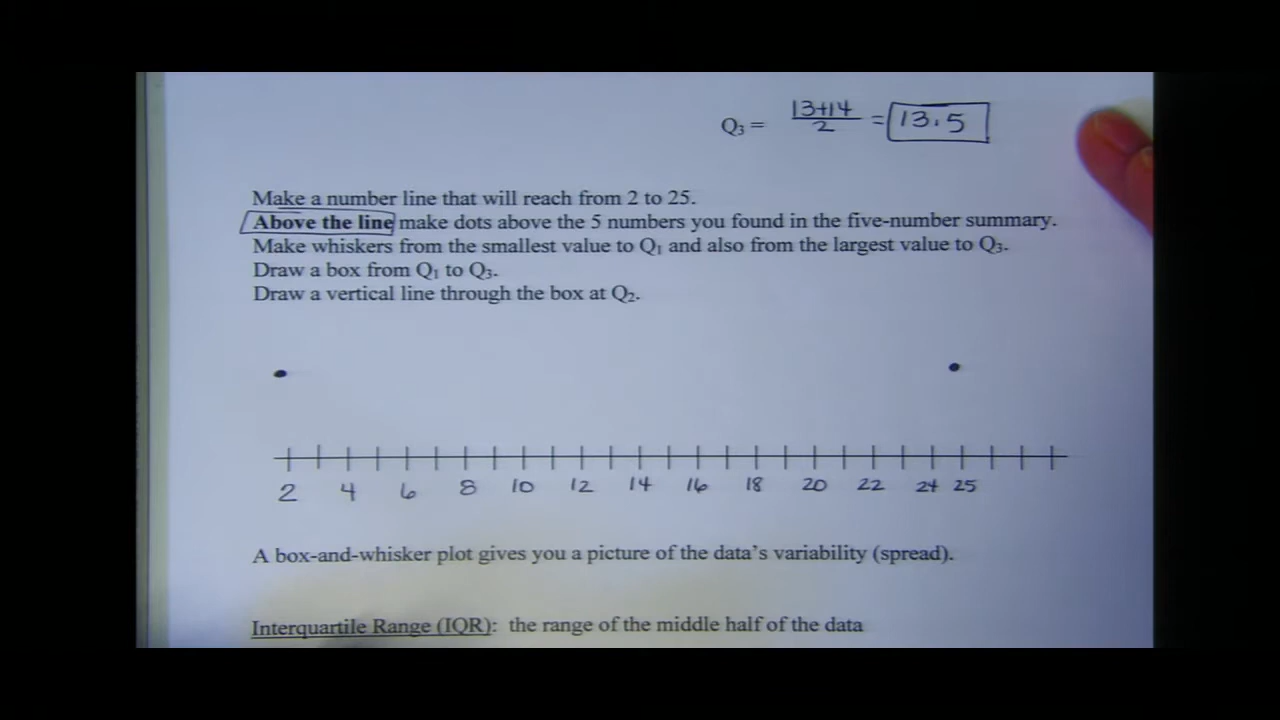 Q₃ = 13+14/2 = 13.5
Make a number line that will reach from 2 to 25.
Above the line make dots above the 5 numbers you found in the five-number summary.
Make whiskers from the smallest value to Q₁ and also from the largest value to Q₃.
Draw a box from Q₁ to Q₃.
Draw a vertical line through the box at Q₂.
2 4 6 8 10 12 14 16 18 20 22 24 25
A box-and-whisker plot gives you a picture of the data’s variability (spread).
Interquartile Range (IQR): the range of the middle half of the data